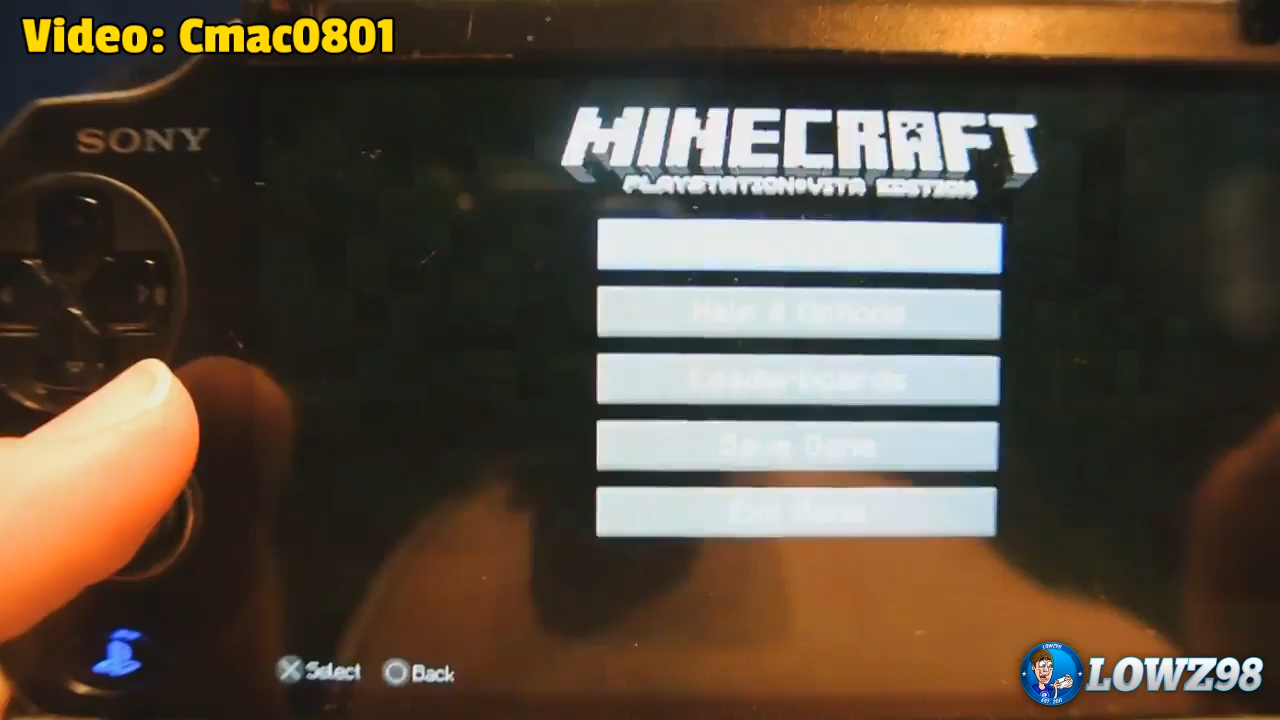 Video: Cmac0801
SONY
MINECRAFT
PLAYSTATION®VITA EDITION
Help & Options
Leaderboards
Save Game
Exit Game
Select
Back
LOWZ98